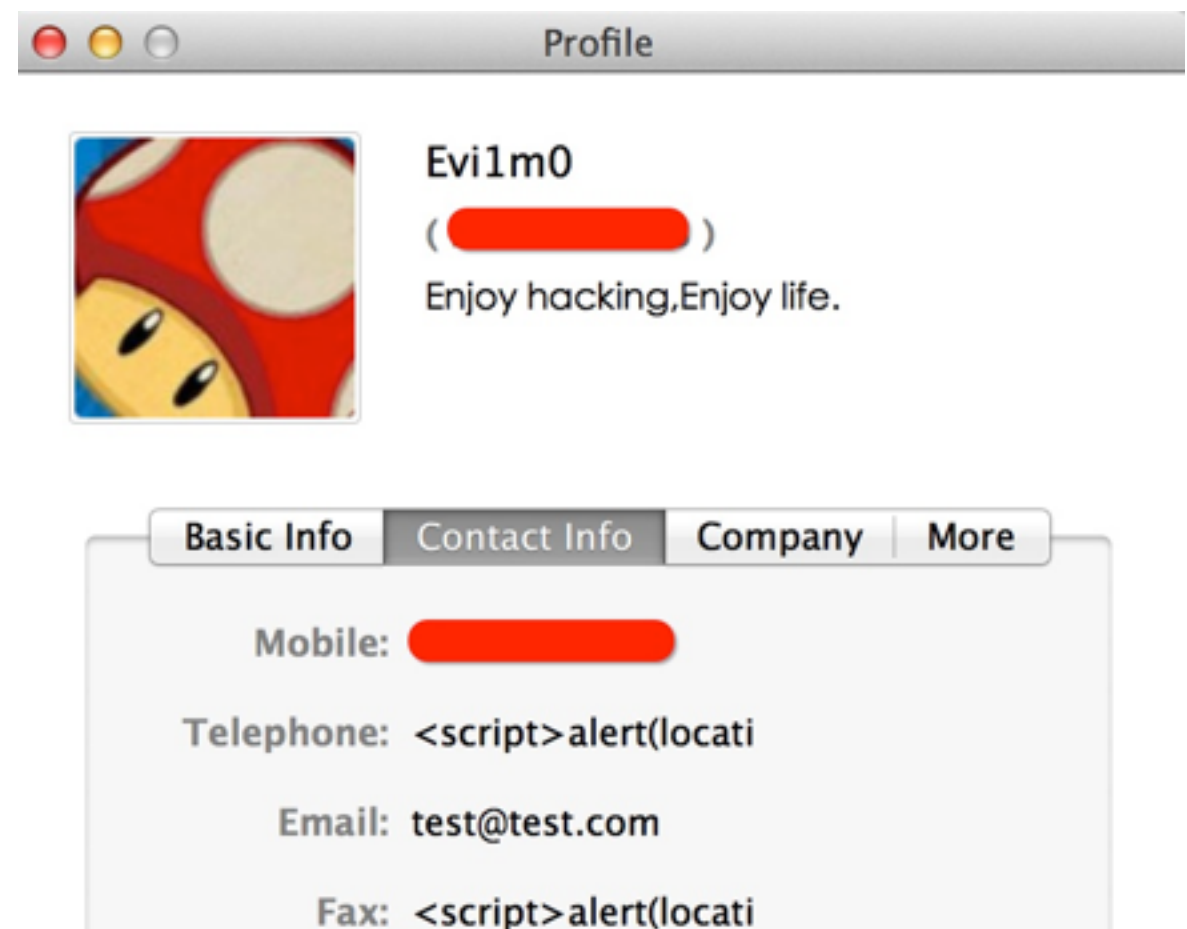 Profile
Evi1m0
( )
Enjoy hacking,Enjoy life.
Basic Info Contact Info Company More
Mobile:
Telephone: <script>alert(locati
Email: test@test.com
Fax: <script>alert(locati